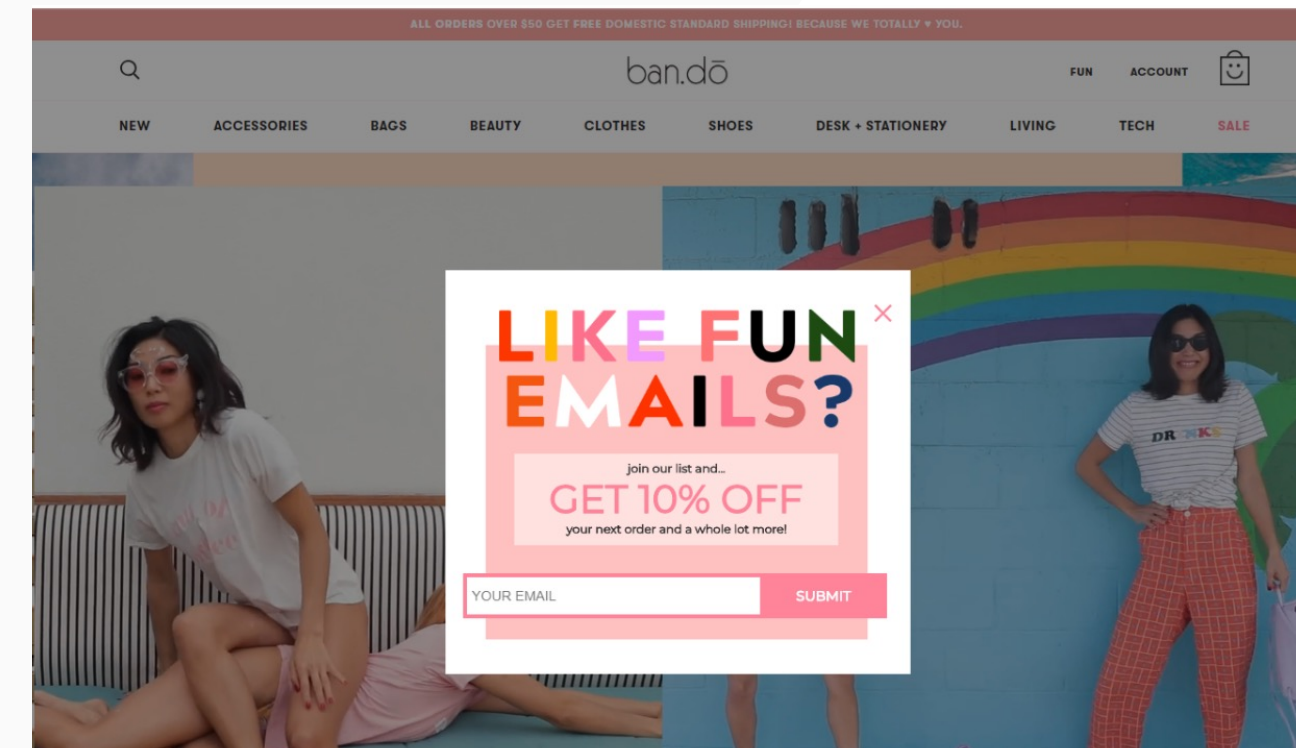 ALL ORDERS OVER $50 GET FREE DOMESTIC STANDARD SHIPPING! BECAUSE WE TOTALLY ♥ YOU.
ban.dō
FUN ACCOUNT
NEW ACCESSORIES BAGS BEAUTY CLOTHES SHOES DESK + STATIONERY LIVING TECH SALE
LIKE FUN
EMAILS?
join our list and...
GET 10% OFF
your next order and a whole lot more!
YOUR EMAIL SUBMIT